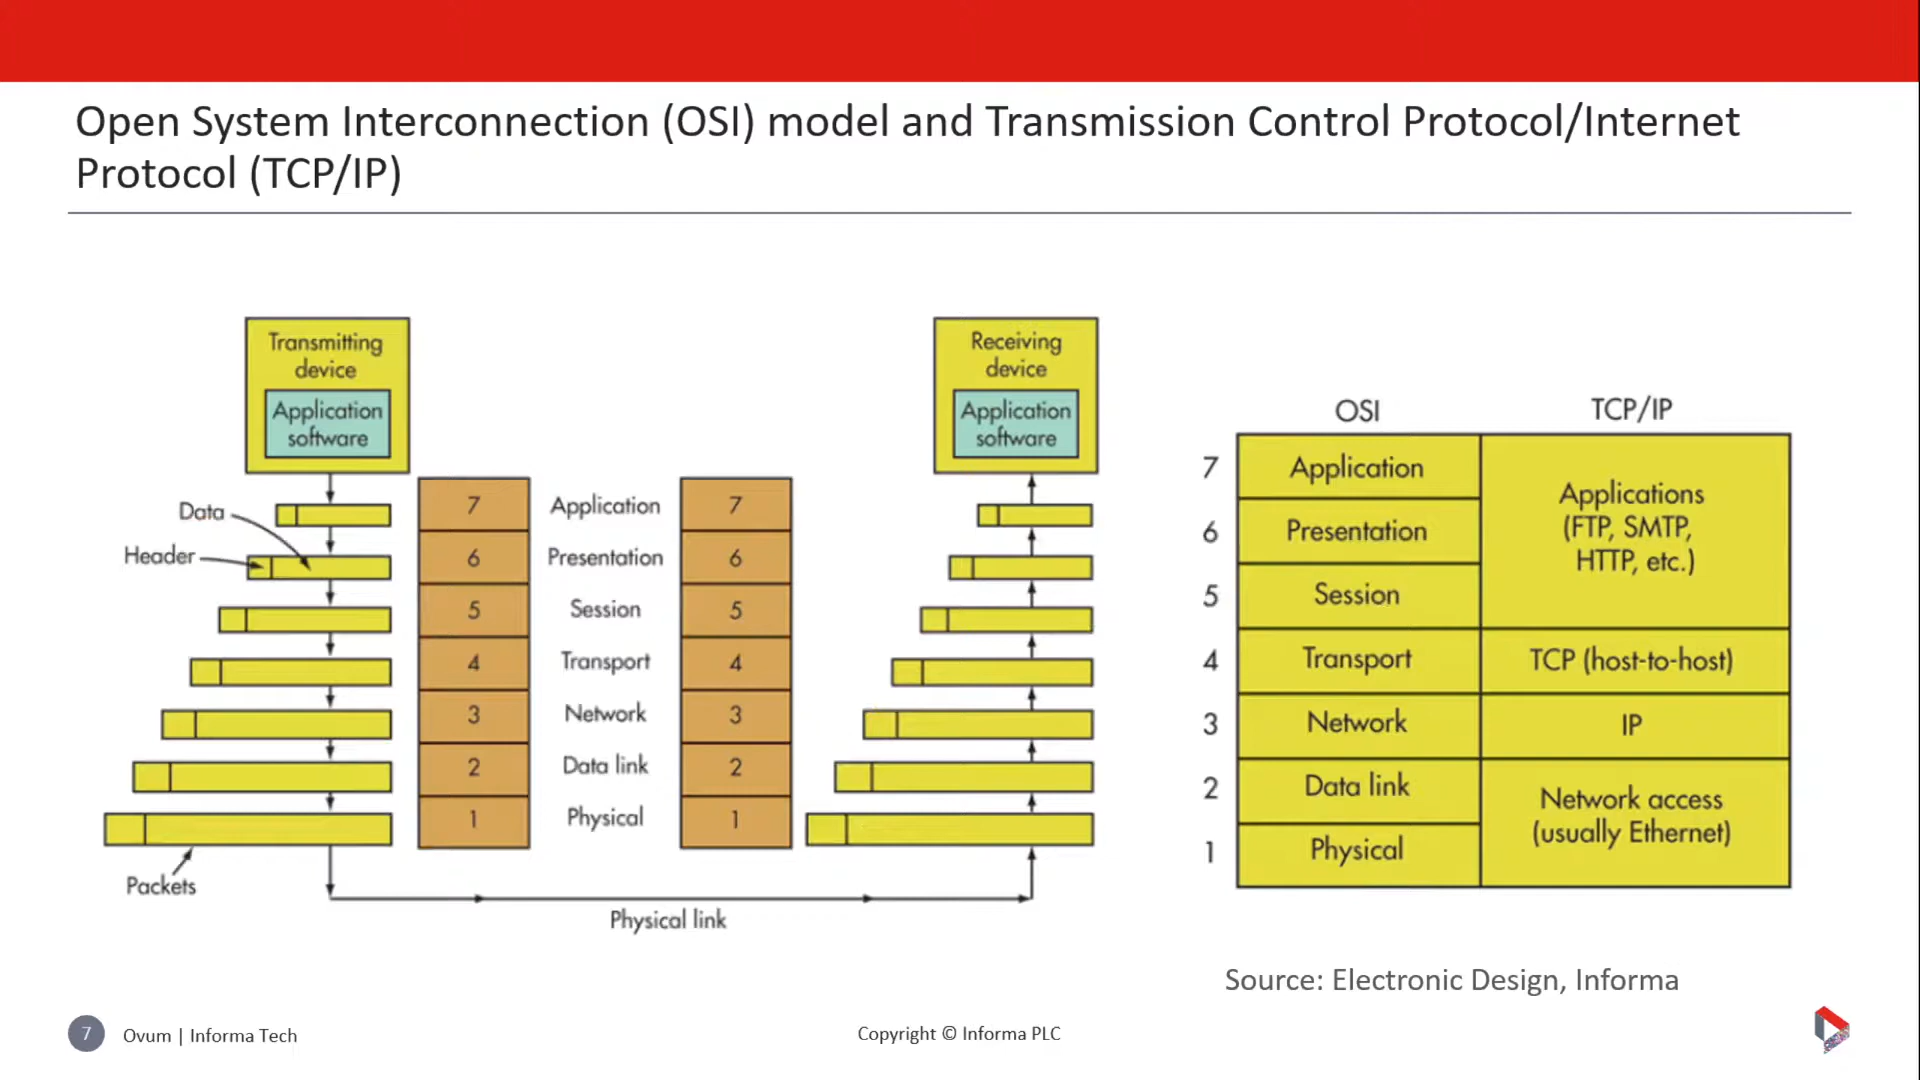 Open System Interconnection (OSI) model and Transmission Control Protocol/Internet
Protocol (TCP/IP)
Transmitting
device
Application
software
Data
Header
Packets
7
6
5
4
3
2
1
Application
Presentation
Session
Transport
Network
Data link
Physical
7
6
5
4
3
2
1
Receiving
device
Application
software
Physical link
OSI
TCP/IP
7
Application
6
Presentation
5
Session
4
Transport
3
Network
2
Data link
1
Physical
Applications
(FTP, SMTP,
HTTP, etc.)
TCP (host-to-host)
IP
Network access
(usually Ethernet)
Source: Electronic Design, Informa
7
Ovum | Informa Tech
Copyright © Informa PLC